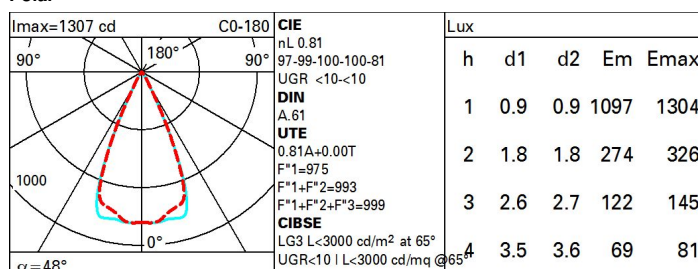 Imax=1307 cd C0-180
90° 180° 90°
1000
0°
α=48°
CIE
nL 0.81
97-99-100-100-81
UGR <10-<10
DIN
A.61
UTE
0.81A+0.00T
F"1=975
F"1+F"2=993
F"1+F"2+F"3=999
CIBSE
LG3 L<3000 cd/m² at 65°
UGR<10 | L<3000 cd/mq @65°
Lux
h d1 d2 Em Emax
1 0.9 0.9 1097 1304
2 1.8 1.8 274 326
3 2.6 2.7 122 145
4 3.5 3.6 69 81